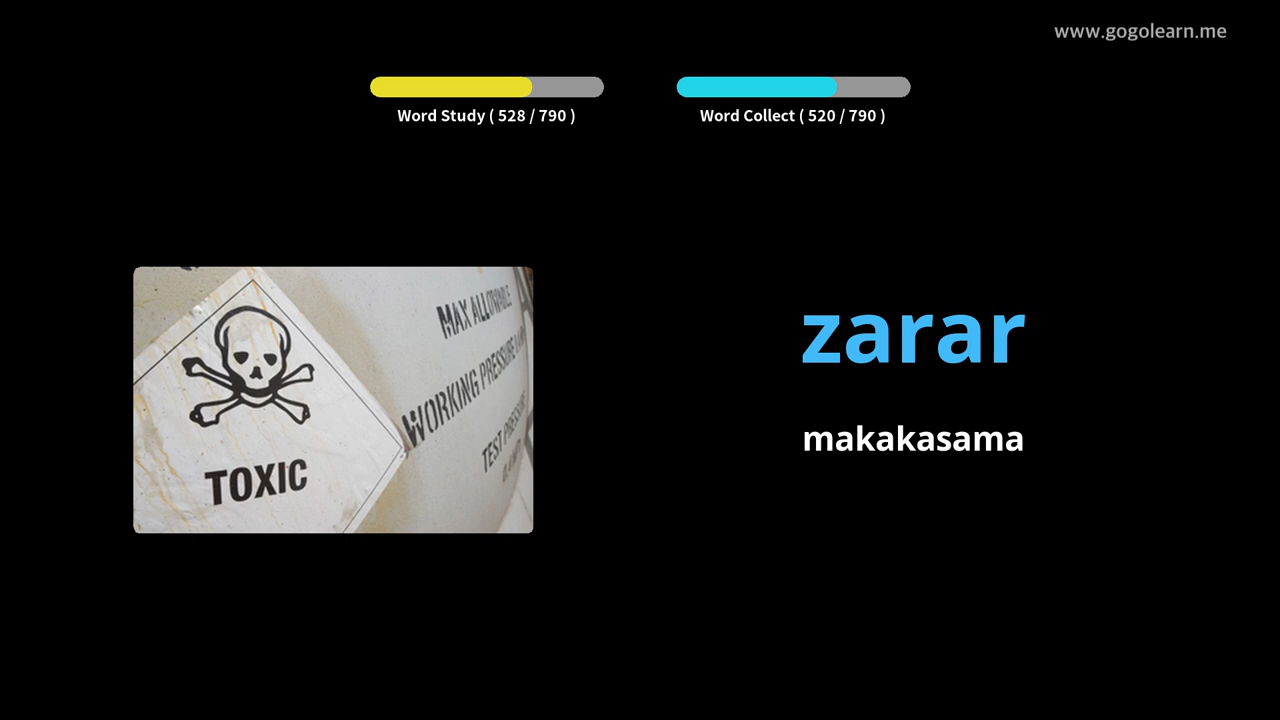 www.gogolearn.me
Word Study ( 528 / 790 )
Word Collect ( 520 / 790 )
zarar
makakasama
TOXIC
MAX ALLOWABLE
WORKING PRESSURE
TEST PRESSURE